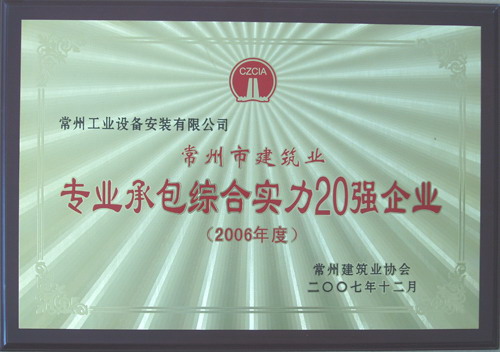 CZCIA
常州工业设备安装有限公司
常州市建筑业
专业承包综合实力20强企业
（2006年度）
常州建筑业协会
二〇〇七年十二月